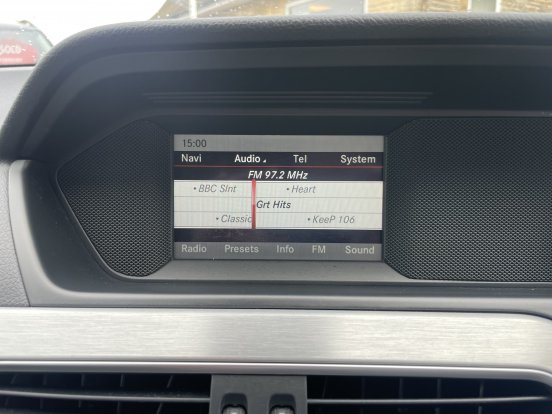 15:00
Navi Audio Tel System
FM 97.2 MHz
• BBC Slnt • Heart
Grt Hits
• Classic • KeeP 106
Radio Presets Info FM Sound